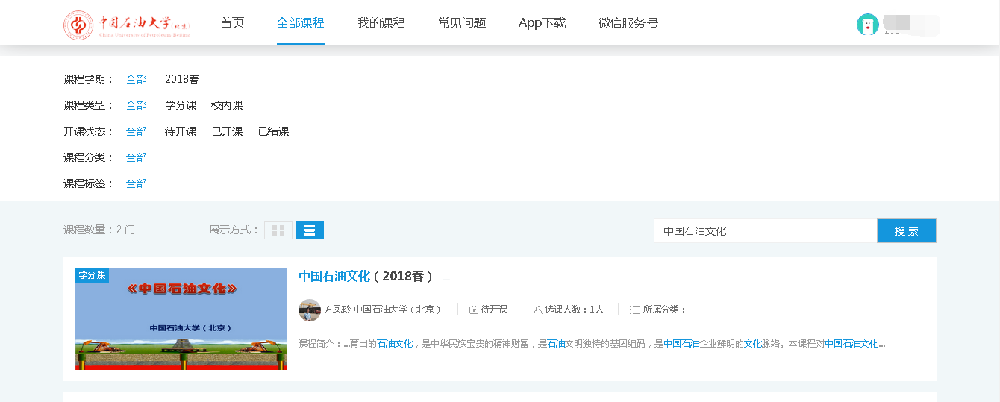 中国石油大学(北京) 首页 全部课程 我的课程 常见问题 App下载 微信服务号
China University of Petroleum-Beijing
课程学期： 全部 2018春
课程类型： 全部 学分课 校内课
开课状态： 全部 待开课 已开课 已结课
课程分类： 全部
课程标签： 全部
课程数量：2 门 展示方式： 中国石油文化 搜 索
学分课
《中国石油文化》
中国石油大学（北京）
中国石油文化（2018春）
方凤玲 中国石油大学（北京） 待开课 选课人数：1人 所属分类： --
课程简介：...育出的石油文化，是中华民族宝贵的精神财富，是石油文明独特的基因组码，是中国石油企业鲜明的文化脉络。本课程对中国石油文化...